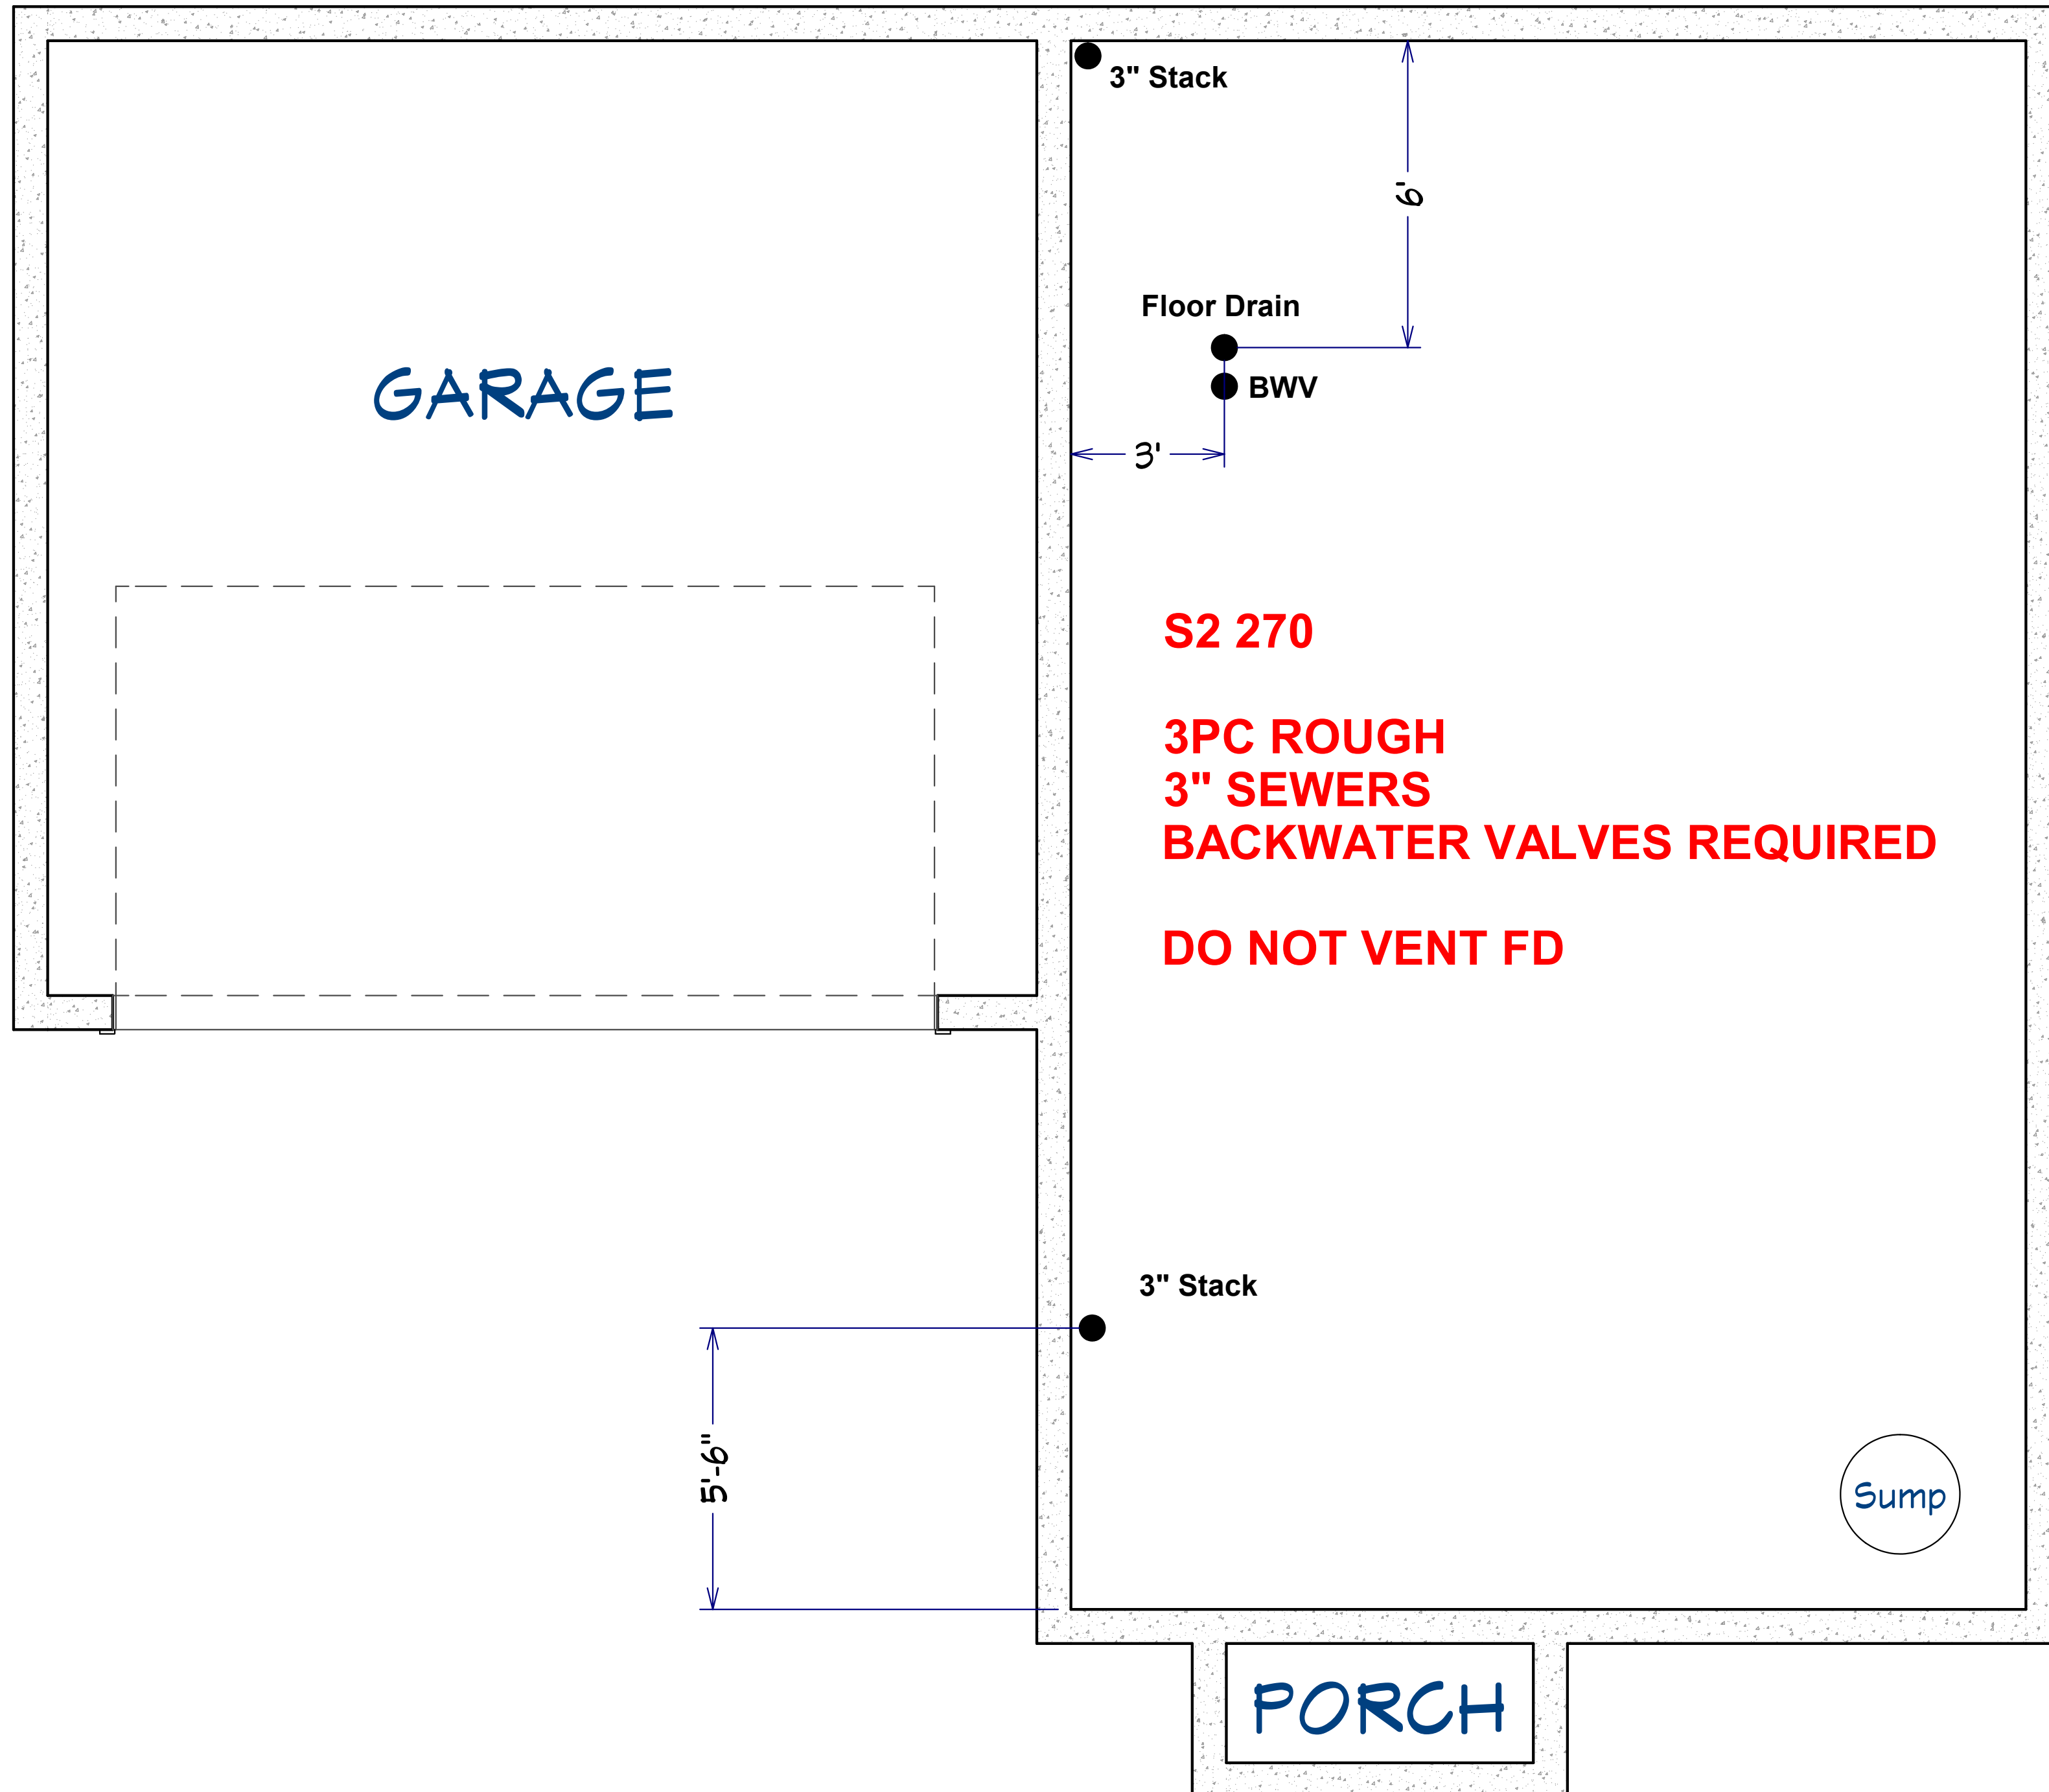 3" Stack
6'
Floor Drain
BWV
GARAGE
3'
S2 270
3PC ROUGH
3" SEWERS
BACKWATER VALVES REQUIRED
DO NOT VENT FD
3" Stack
5'-6"
Sump
PORCH